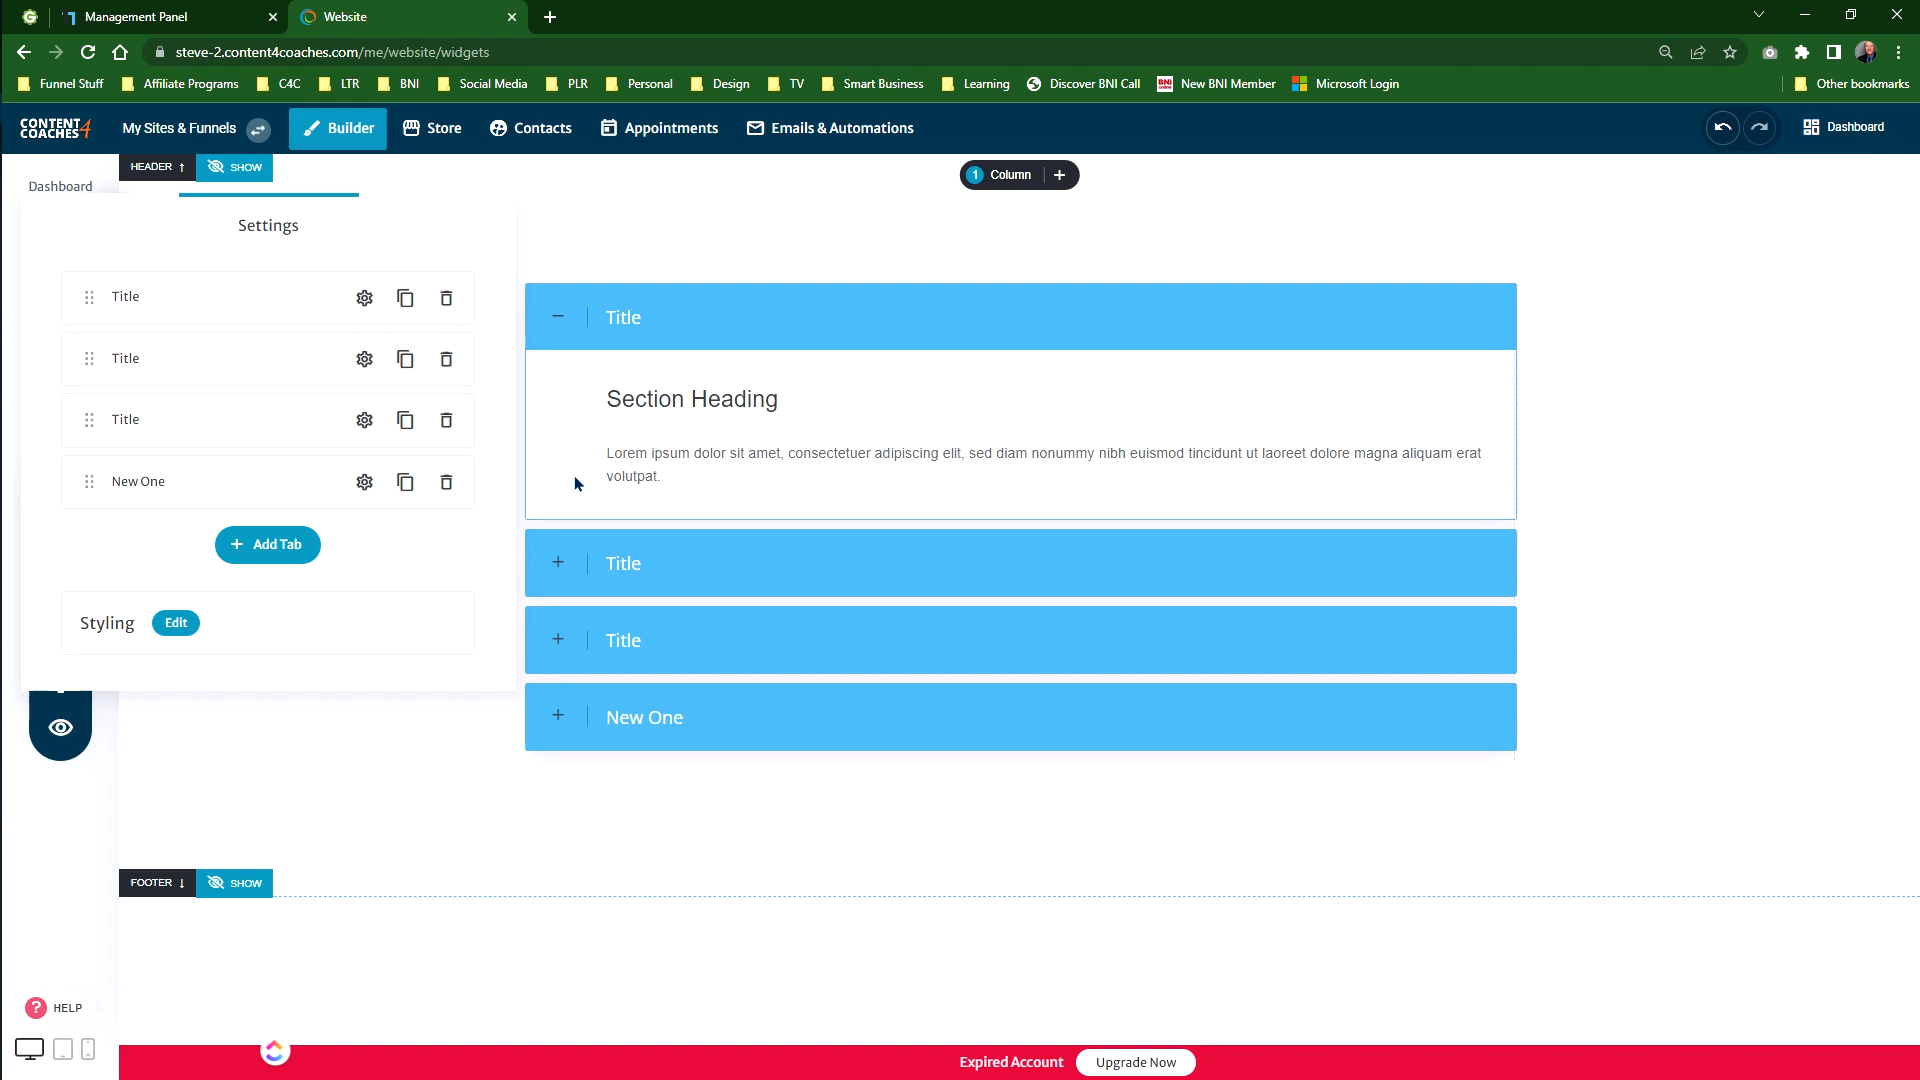 Management Panel
Website
steve-2.content4coaches.com/me/website/widgets
Funnel Stuff
Affiliate Programs
C4C
LTR
BNI
Social Media
PLR
Personal
Design
TV
Smart Business
Learning
Discover BNI Call
New BNI Member
Microsoft Login
Other bookmarks
CONTENT
COACHES 4
My Sites & Funnels
Builder
Store
Contacts
Appointments
Emails & Automations
Dashboard
HEADER ↑
SHOW
1 Column +
Dashboard
Settings
Title
Title
Title
New One
+ Add Tab
Styling
Edit
− Title
Section Heading
Lorem ipsum dolor sit amet, consectetuer adipiscing elit, sed diam nonummy nibh euismod tincidunt ut laoreet dolore magna aliquam erat
volutpat.
+ Title
+ Title
+ New One
FOOTER ↓
SHOW
? HELP
Expired Account
Upgrade Now